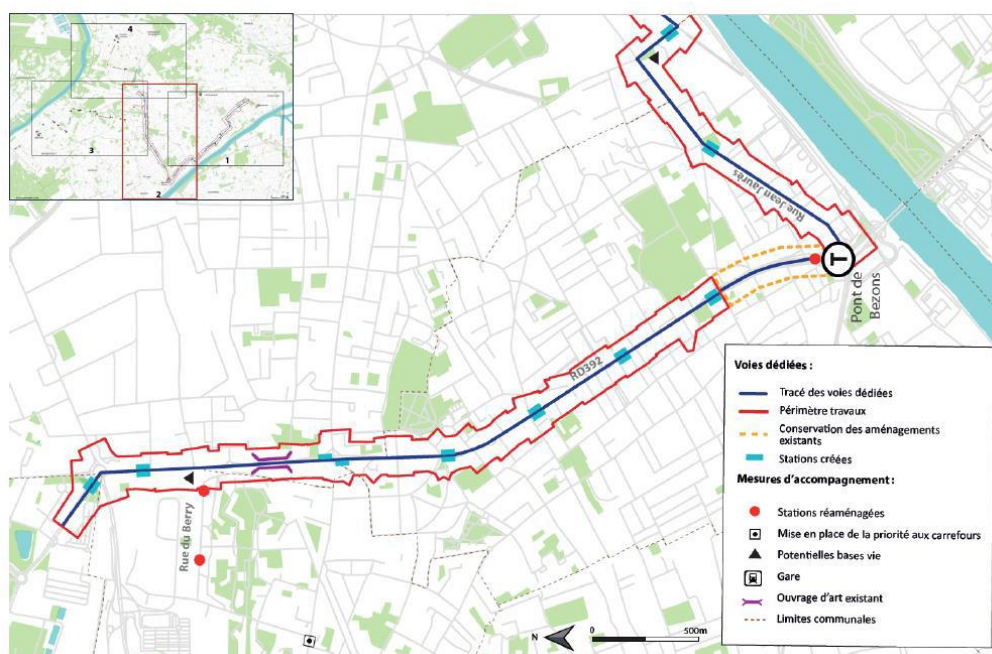 4
3
1
2
Rue Jean Jaurès
T
Pont de
Bezons
RD392
Rue du Berry
N
0
500m
Voies dédiées :
Tracé des voies dédiées
Périmètre travaux
Conservation des aménagements
existants
Stations créées
Mesures d'accompagnement :
Stations réaménagées
Mise en place de la priorité aux carrefours
Potentielles bases vie
Gare
Ouvrage d'art existant
Limites communales